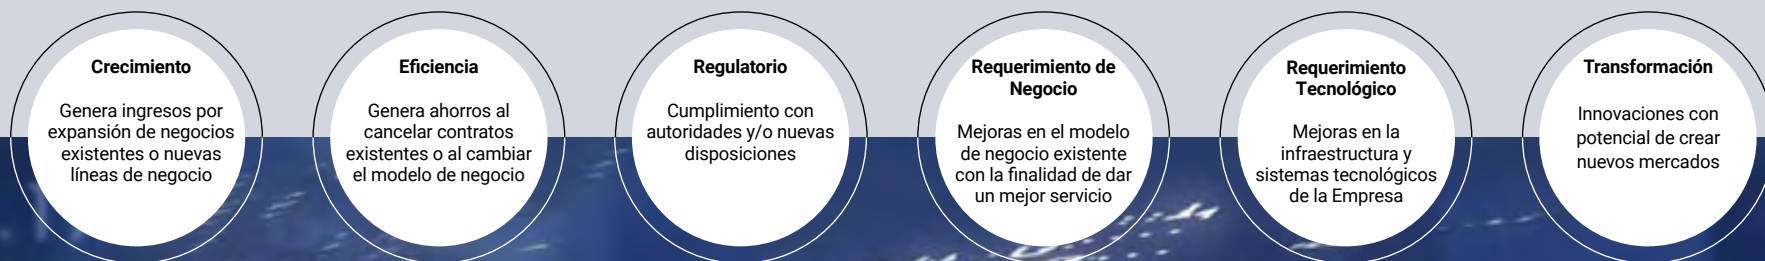 Crecimiento
Genera ingresos por
expansión de negocios
existentes o nuevas
líneas de negocio
Eficiencia
Genera ahorros al
cancelar contratos
existentes o al cambiar
el modelo de negocio
Regulatorio
Cumplimiento con
autoridades y/o nuevas
disposiciones
Requerimiento de
Negocio
Mejoras en el modelo
de negocio existente
con la finalidad de dar
un mejor servicio
Requerimiento
Tecnológico
Mejoras en la
infraestructura y
sistemas tecnológicos
de la Empresa
Transformación
Innovaciones con
potencial de crear
nuevos mercados